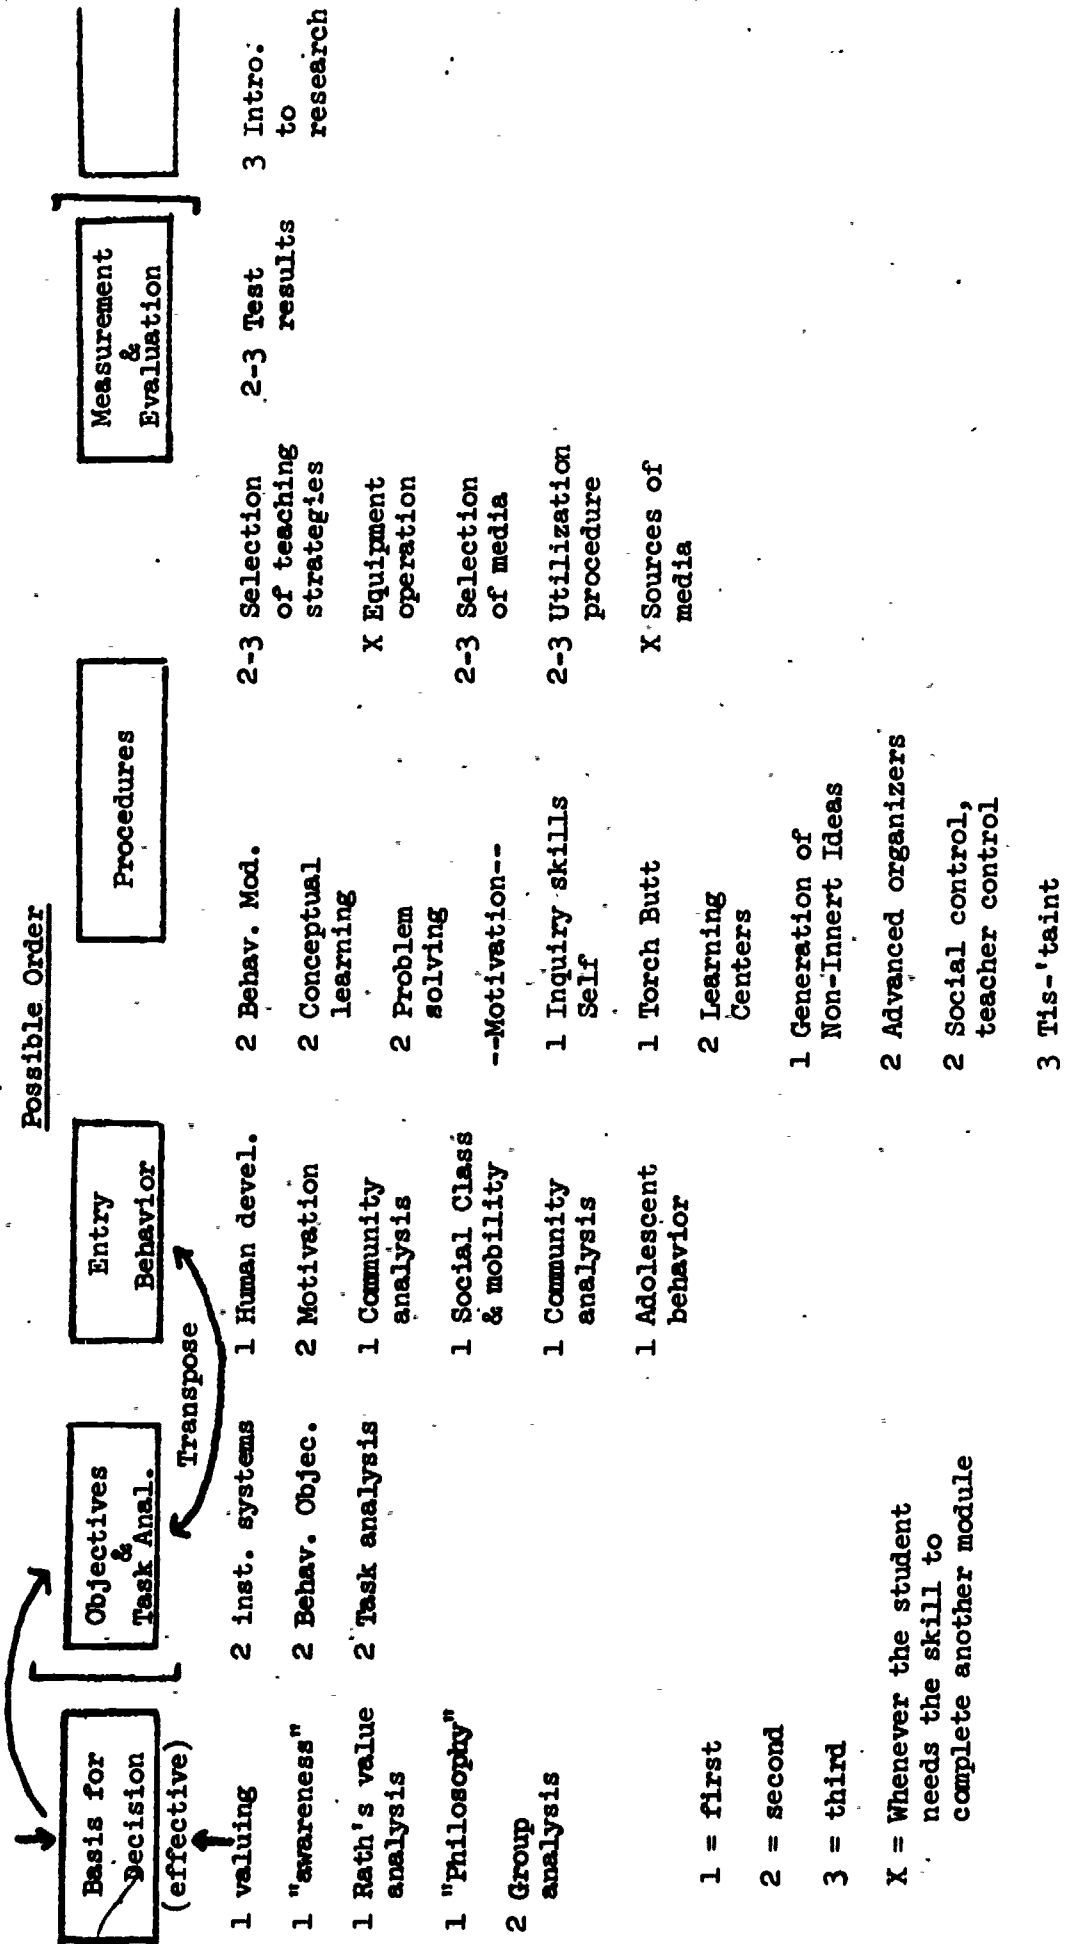 Possible Order
Basis for
Decision
(effective)
1 valuing
1 "awareness"
1 Rath's value
analysis
1 "Philosophy"
2 Group
analysis
Objectives
&
Task Anal.
Transpose
2 inst. systems
2 Behav. Objec.
2 Task analysis
Entry
Behavior
1 Human devel.
2 Motivation
1 Community
analysis
1 Social Class
& mobility
1 Community
analysis
1 Adolescent
behavior
Procedures
2 Behav. Mod.
2 Conceptual
learning
2 Problem
solving
--Motivation--
1 Inquiry skills
Self
1 Torch Butt
2 Learning
Centers
1 Generation of
Non-Innert Ideas
2 Advanced organizers
2 Social control,
teacher control
3 Tis-'taint
2-3 Selection
of teaching
strategies
X Equipment
operation
2-3 Selection
of media
2-3 Utilization
procedure
X Sources of
media
Measurement
&
Evaluation
2-3 Test
results
3 Intro.
to
research
1 = first
2 = second
3 = third
X = Whenever the student
needs the skill to
complete another module